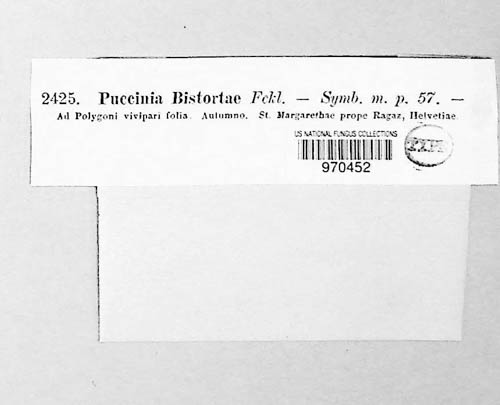 2425. Puccinia Bistortae Fckl. — Symb. m. p. 57. —
Ad Polygoni vivipari folia. Autumno. St. Margarethae prope Ragaz, Helvetiae.
US NATIONAL FUNGUS COLLECTIONS
970452